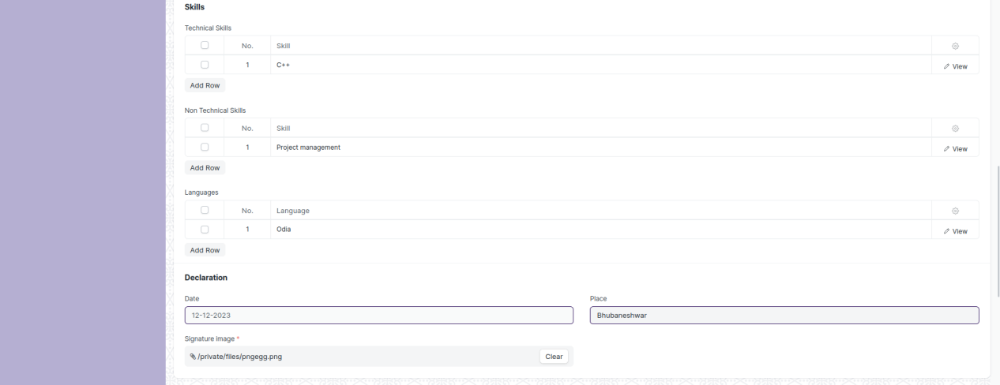 Skills
Technical Skills
No. Skill
1 C++ View
Add Row
Non Technical Skills
No. Skill
1 Project management View
Add Row
Languages
No. Language
1 Odia View
Add Row
Declaration
Date Place
12-12-2023 Bhubaneshwar
Signature image *
/private/files/pngegg.png Clear